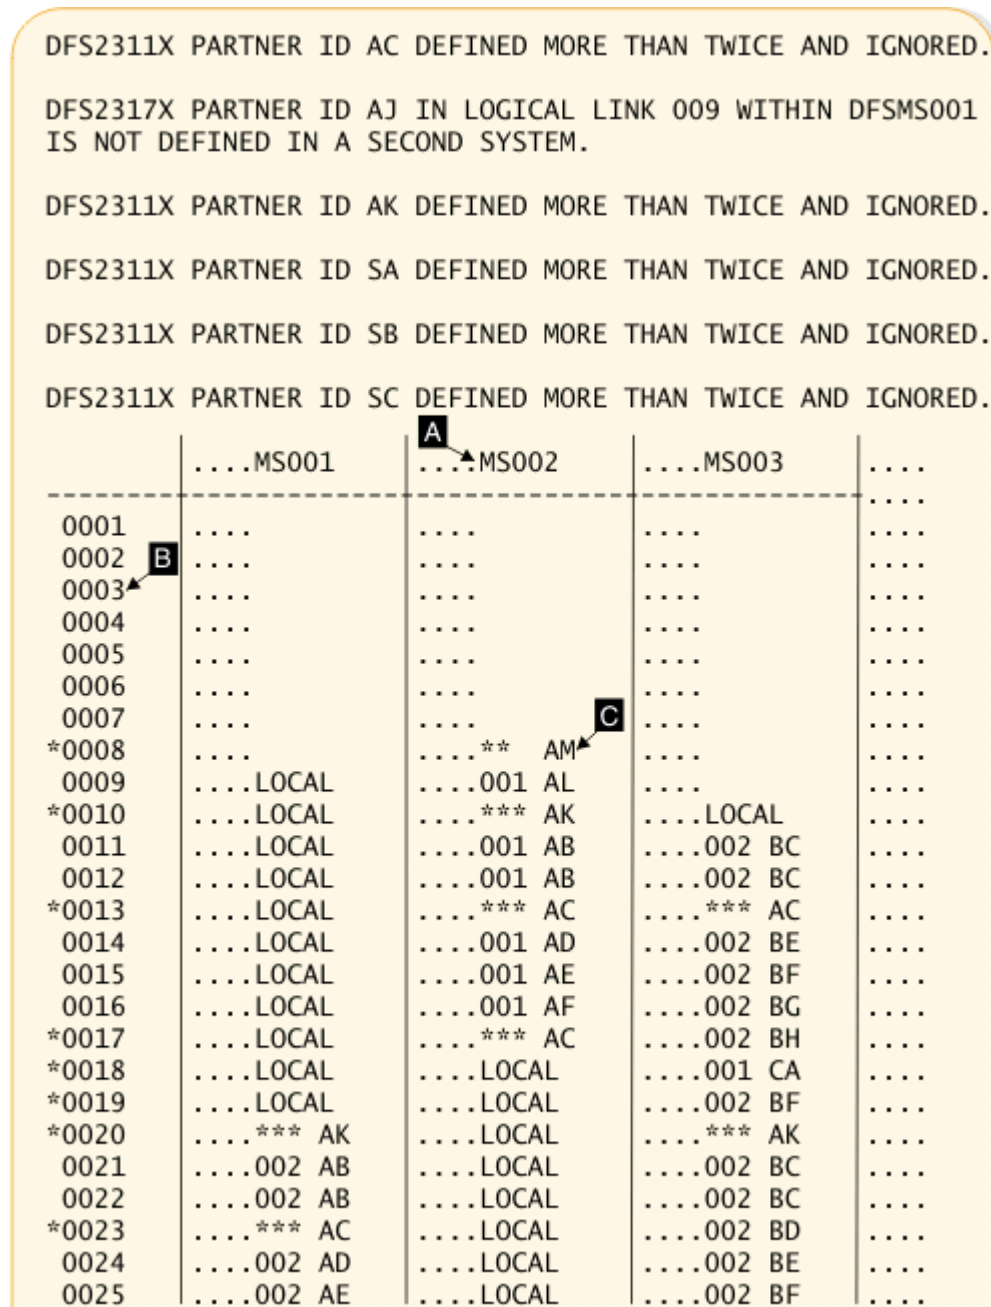 DFS2311X PARTNER ID AC DEFINED MORE THAN TWICE AND IGNORED.
DFS2317X PARTNER ID AJ IN LOGICAL LINK 009 WITHIN DFSMS001
IS NOT DEFINED IN A SECOND SYSTEM.
DFS2311X PARTNER ID AK DEFINED MORE THAN TWICE AND IGNORED.
DFS2311X PARTNER ID SA DEFINED MORE THAN TWICE AND IGNORED.
DFS2311X PARTNER ID SB DEFINED MORE THAN TWICE AND IGNORED.
DFS2311X PARTNER ID SC DEFINED MORE THAN TWICE AND IGNORED.
A
....MS001 ....MS002 ....MS003 ....
....
0001 .... .... .... ....
0002 B .... .... .... ....
0003 .... .... .... ....
0004 .... .... .... ....
0005 .... .... .... ....
0006 .... .... .... ....
0007 .... .... C .... ....
*0008 .... ....** AM .... ....
0009 ....LOCAL ....001 AL .... ....
*0010 ....LOCAL ....*** AK ....LOCAL ....
0011 ....LOCAL ....001 AB ....002 BC ....
0012 ....LOCAL ....001 AB ....002 BC ....
*0013 ....LOCAL ....*** AC ....*** AC ....
0014 ....LOCAL ....001 AD ....002 BE ....
0015 ....LOCAL ....001 AE ....002 BF ....
0016 ....LOCAL ....001 AF ....002 BG ....
*0017 ....LOCAL ....*** AC ....002 BH ....
*0018 ....LOCAL ....LOCAL ....001 CA ....
*0019 ....LOCAL ....LOCAL ....002 BF ....
*0020 ....*** AK ....LOCAL ....*** AK ....
0021 ....002 AB ....LOCAL ....002 BC ....
0022 ....002 AB ....LOCAL ....002 BC ....
*0023 ....*** AC ....LOCAL ....002 BD ....
0024 ....002 AD ....LOCAL ....002 BE ....
0025 ....002 AE ....LOCAL ....002 BF ....